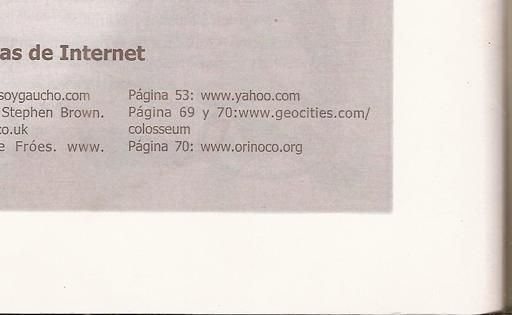 as de Internet
soygaucho.com
Stephen Brown.
co.uk
e Fróes. www.
Página 53: www.yahoo.com
Página 69 y 70:www.geocities.com/
colosseum
Página 70: www.orinoco.org